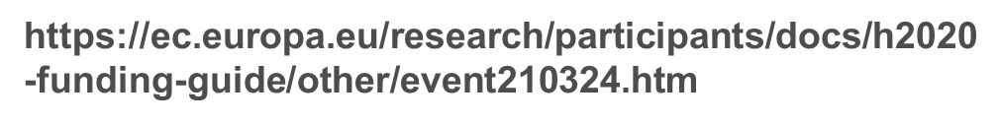 https://ec.europa.eu/research/participants/docs/h2020
-funding-guide/other/event210324.htm